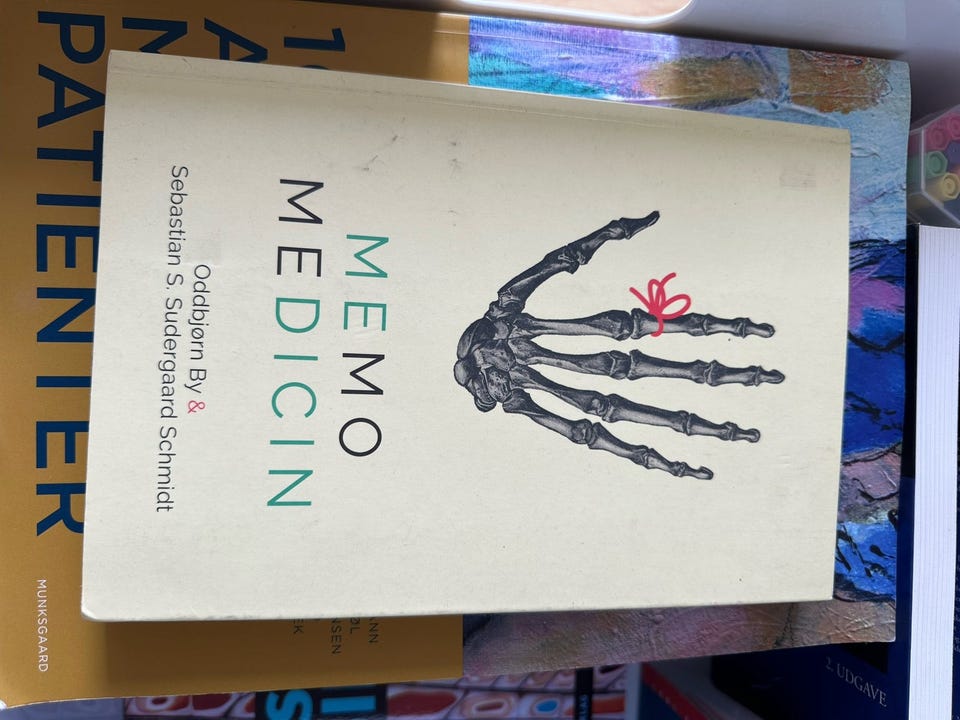 MEMO
MEDICIN
Oddbjørn By &
Sebastian S. Sudergaard Schmidt
PATIENTER
MUNKSGAARD
2. UDGAVE